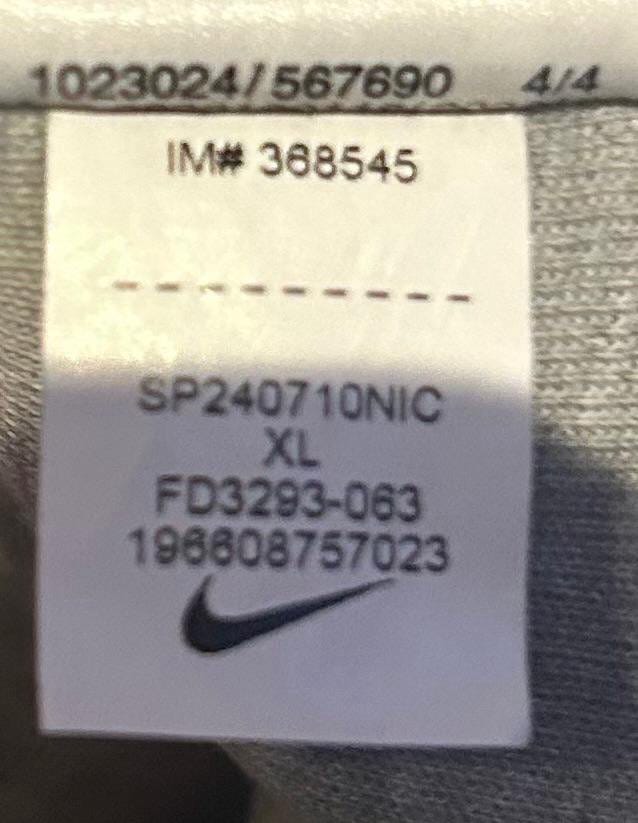 1023024/567690 4/4
IM# 368545
---------
SP240710NIC
XL
FD3293-063
196608757023